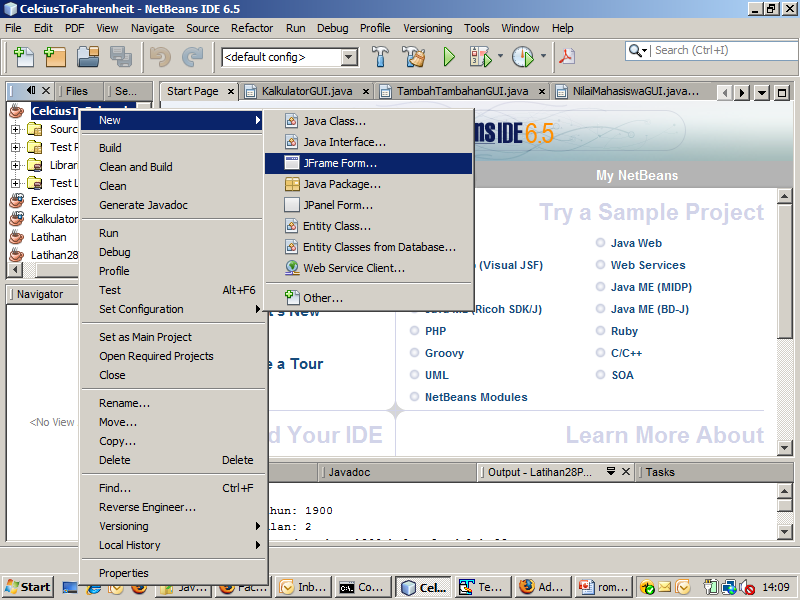 CelciusToFahrenheit - NetBeans IDE 6.5
File Edit PDF View Navigate Source Refactor Run Debug Profile Versioning Tools Window Help
<default config>
Search (Ctrl+I)
Files
Se...
Start Page
KalkulatorGUI.java
TambahTambahanGUI.java
NilaiMahasiswaGUI.java...
CelciusToFahrenheit
Sourc
Test P
Librar
Test L
Exercises
Kalkulator
Latihan
Latihan28
Navigator
<No View
New
Build
Clean and Build
Clean
Generate Javadoc
Run
Debug
Profile
Test Alt+F6
Set Configuration
Set as Main Project
Open Required Projects
Close
Rename...
Move...
Copy...
Delete Delete
Find... Ctrl+F
Reverse Engineer...
Versioning
Local History
Properties
Java Class...
Java Interface...
JFrame Form...
Java Package...
JPanel Form...
Entity Class...
Entity Classes from Database...
Web Service Client...
Other...
NS IDE 6.5
My NetBeans
Try a Sample Project
(Visual JSF)
(Ricoh SDK/J)
PHP
Groovy
UML
NetBeans Modules
Java Web
Web Services
Java ME (MIDP)
Java ME (BD-J)
Ruby
C/C++
SOA
t's New
e a Tour
d Your IDE
Learn More About
Javadoc
Output - Latihan28P...
Tasks
hun: 1900
lan: 2
Start
Jav...
Pac...
Inb...
Co...
Cel...
Te...
Ad...
rom...
14:09